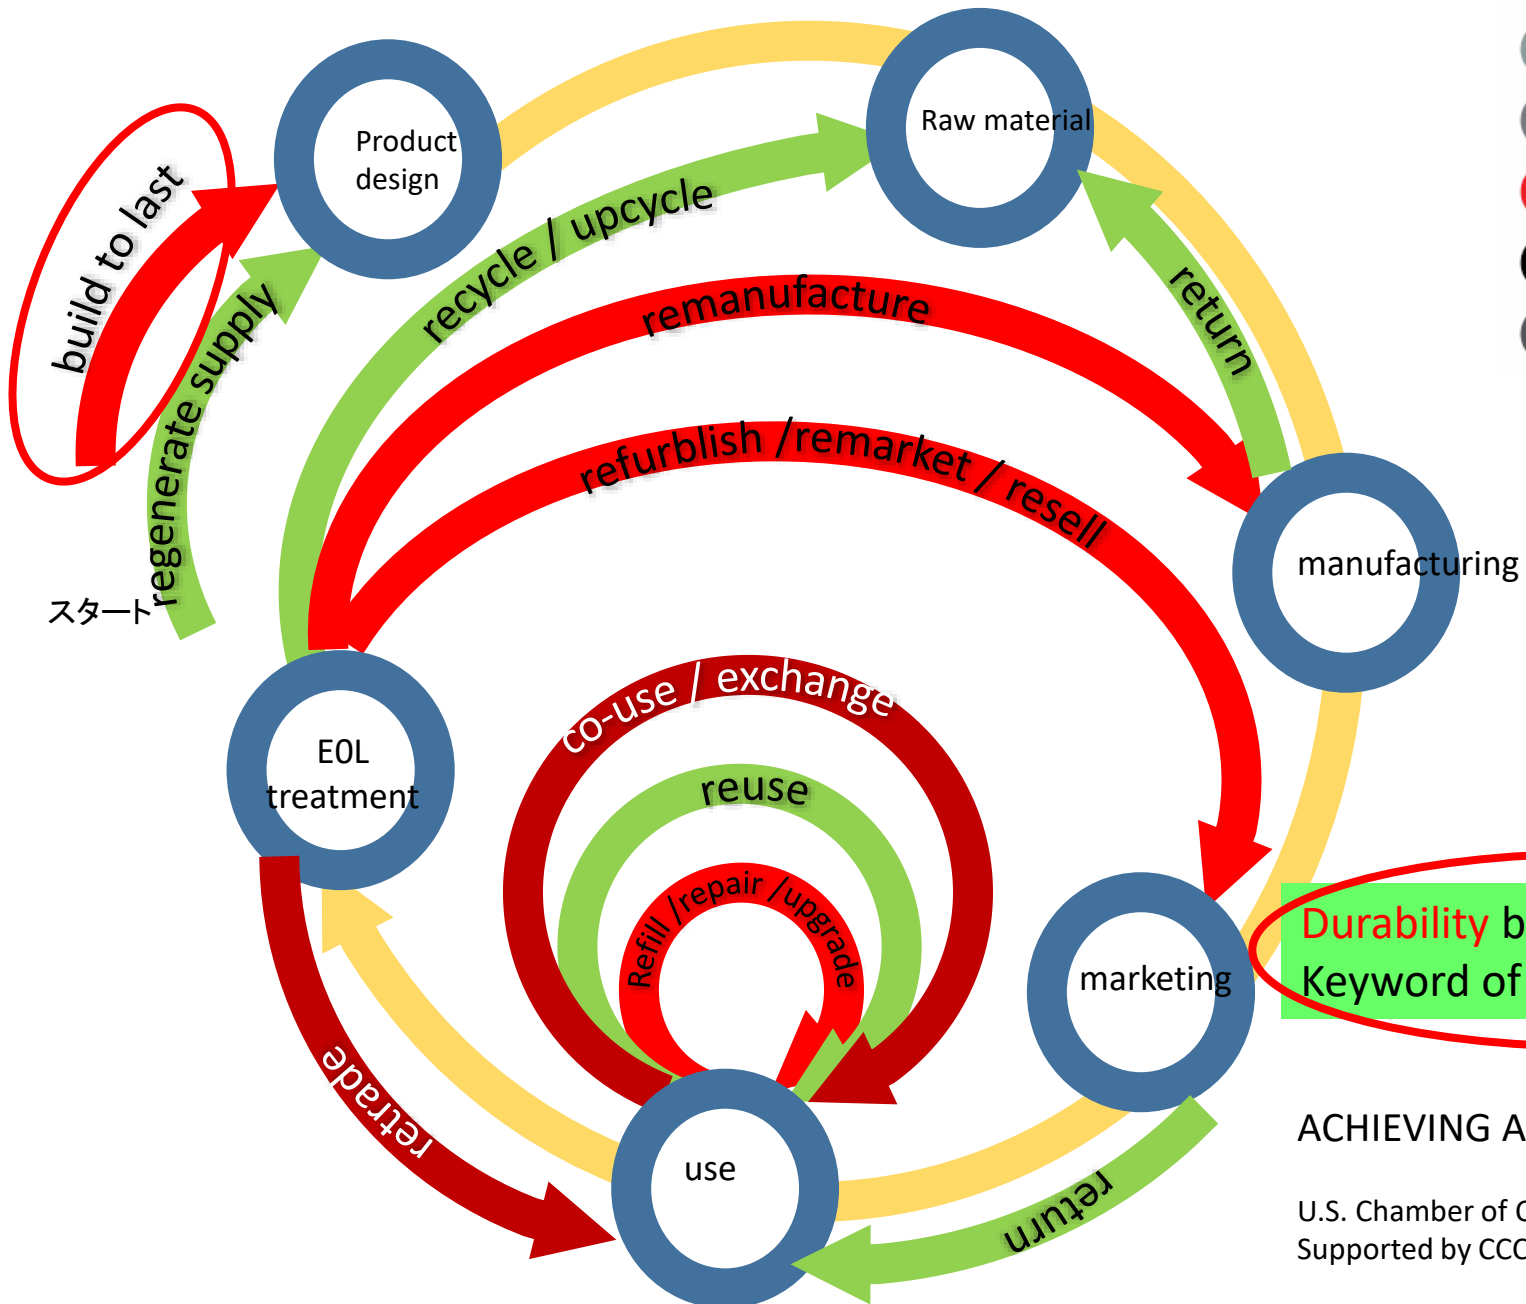 Product
design
Raw material
build to last
recycle / upcycle
regenerate supply
remanufacture
return
refurblish /remarket / resell
manufacturing
スタート
co-use / exchange
EOL
treatment
reuse
Refill /repair /upgrade
Durability
Keyword of
marketing
retrade
use
return
ACHIEVING A
U.S. Chamber of
Supported by